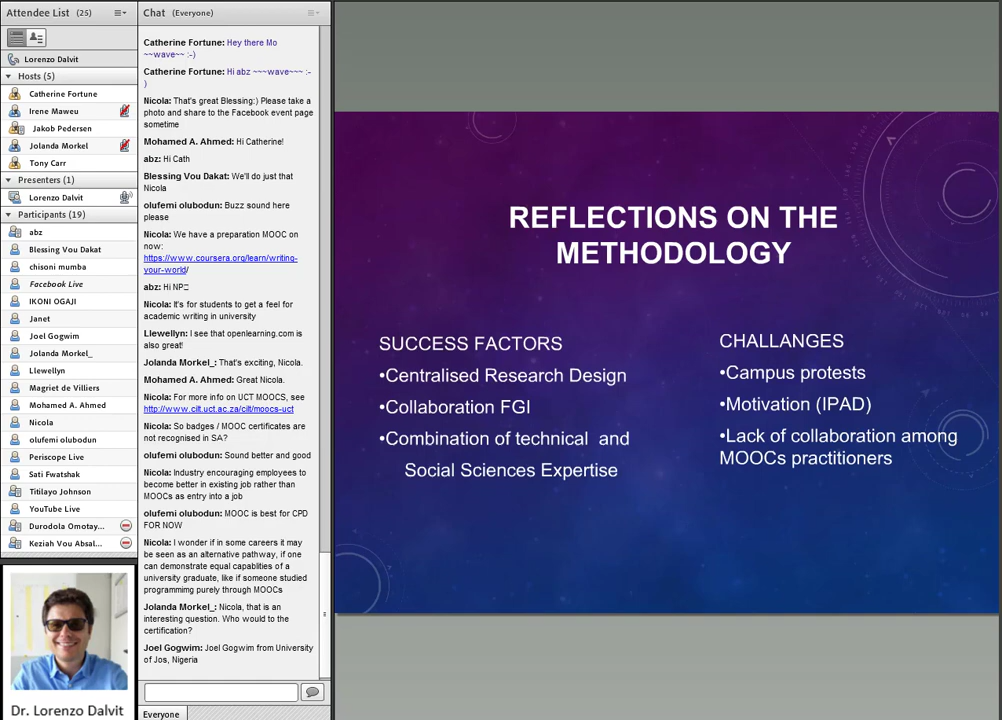 Attendee List (25)
Lorenzo Dalvit
Hosts (5)
Catherine Fortune
Irene Maweu
Jakob Pedersen
Jolanda Morkel
Tony Carr
Presenters (1)
Lorenzo Dalvit
Participants (19)
abz
Blessing Vou Dakat
chisoni mumba
Facebook Live
IKONI OGAJI
Janet
Joel Gogwim
Jolanda Morkel_
Llewellyn
Magriet de Villiers
Mohamed A. Ahmed
Nicola
olufemi olubodun
Periscope Live
Sati Fwatshak
Titilayo Johnson
YouTube Live
Durodola Omotay...
Keziah You Absal...
Dr. Lorenzo Dalvit
Chat (Everyone)
Catherine Fortune: Hey there Mo
~~wave~~ :-)
Catherine Fortune: Hi abz ~~~wave~~~ :-
)
Nicola: That's great Blessing:) Please take a
photo and share to the Facebook event page
sometime
Mohamed A. Ahmed: Hi Catherine!
abz: Hi Cath
Blessing Vou Dakat: We'll do just that
Nicola
olufemi olubodun: Buzz sound here
please
Nicola: We have a preparation MOOC on
now:
https://www.coursera.org/learn/writing-
your-world/
abz: Hi NP
Nicola: It's for students to get a feel for
academic writing in university
Llewellyn: I see that openlearning.com is
also great!
Jolanda Morkel_: That's exciting, Nicola.
Mohamed A. Ahmed: Great Nicola.
Nicola: For more info on UCT MOOCS, see
http://www.cilt.uct.ac.za/cilt/moocs-uct
Nicola: So badges / MOOC certificates are
not recognised in SA?
olufemi olubodun: Sound better and good
Nicola: Industry encouraging employees to
become better in existing job rather than
MOOCs as entry into a job
olufemi olubodun: MOOC is best for CPD
FOR NOW
Nicola: I wonder if in some careers it may
be seen as an alternative pathway, if one
can demonstrate equal capablities of a
university graduate, like if someone studied
programmimg purely through MOOCs
Jolanda Morkel_: Nicola, that is an
interesting question. Who would to the
certification?
Joel Gogwim: Joel Gogwim from University
of Jos, Nigeria
Everyone
REFLECTIONS ON THE
METHODOLOGY
SUCCESS FACTORS
•Centralised Research Design
•Collaboration FGI
•Combination of technical and
Social Sciences Expertise
CHALLANGES
•Campus protests
•Motivation (IPAD)
•Lack of collaboration among
MOOCs practitioners